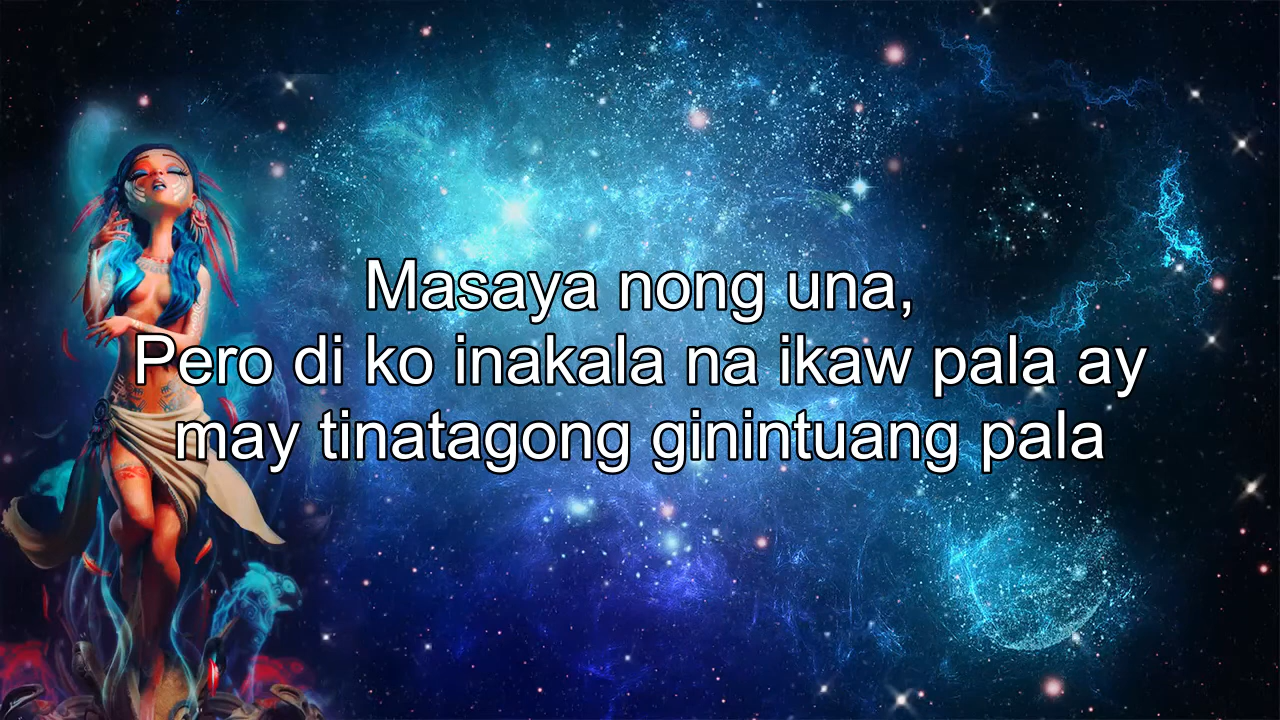 Masaya nong una,
Pero di ko inakala na ikaw pala ay
may tinatagong ginintuang pala